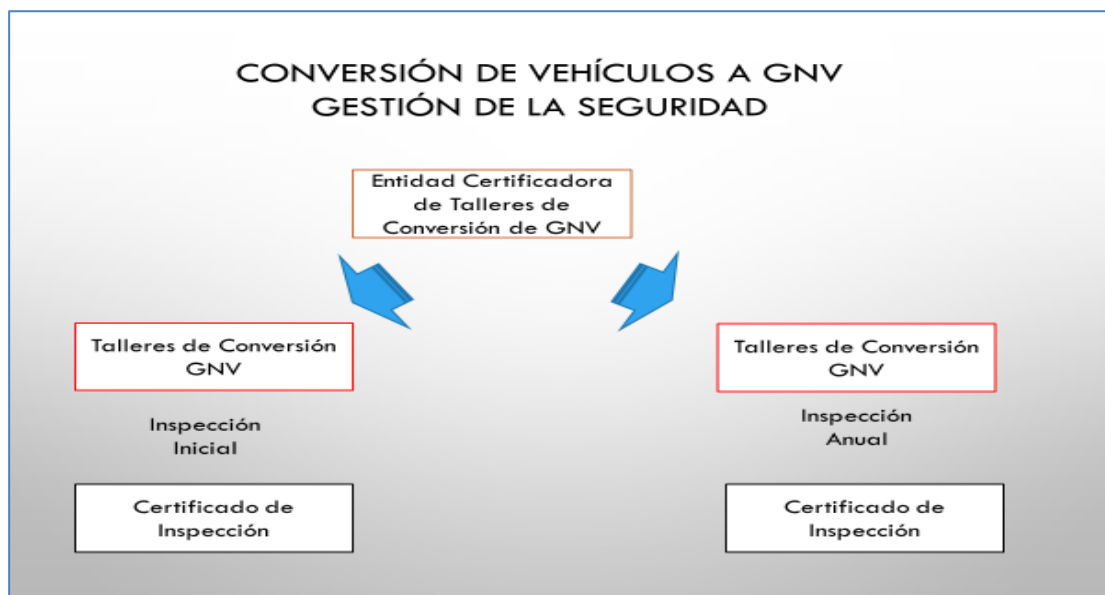 CONVERSIÓN DE VEHÍCULOS A GNV
GESTIÓN DE LA SEGURIDAD
Entidad Certificadora
de Talleres de
Conversión de GNV
Talleres de Conversión
GNV
Inspección
Inicial
Certificado de
Inspección
Talleres de Conversión
GNV
Inspección
Anual
Certificado de
Inspección